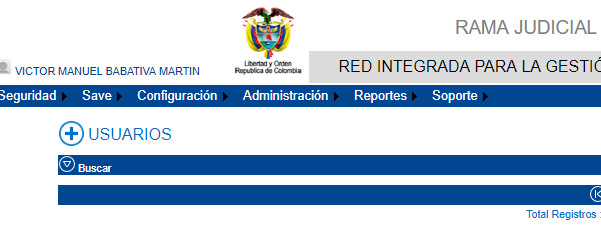 RAMA JUDICIAL
Libertad y Orden
Republica de Colombia
VICTOR MANUEL BABATIVA MARTIN
RED INTEGRADA PARA LA GESTIÓ
Seguridad Save Configuración Administración Reportes Soporte
USUARIOS
Buscar
Total Registros :